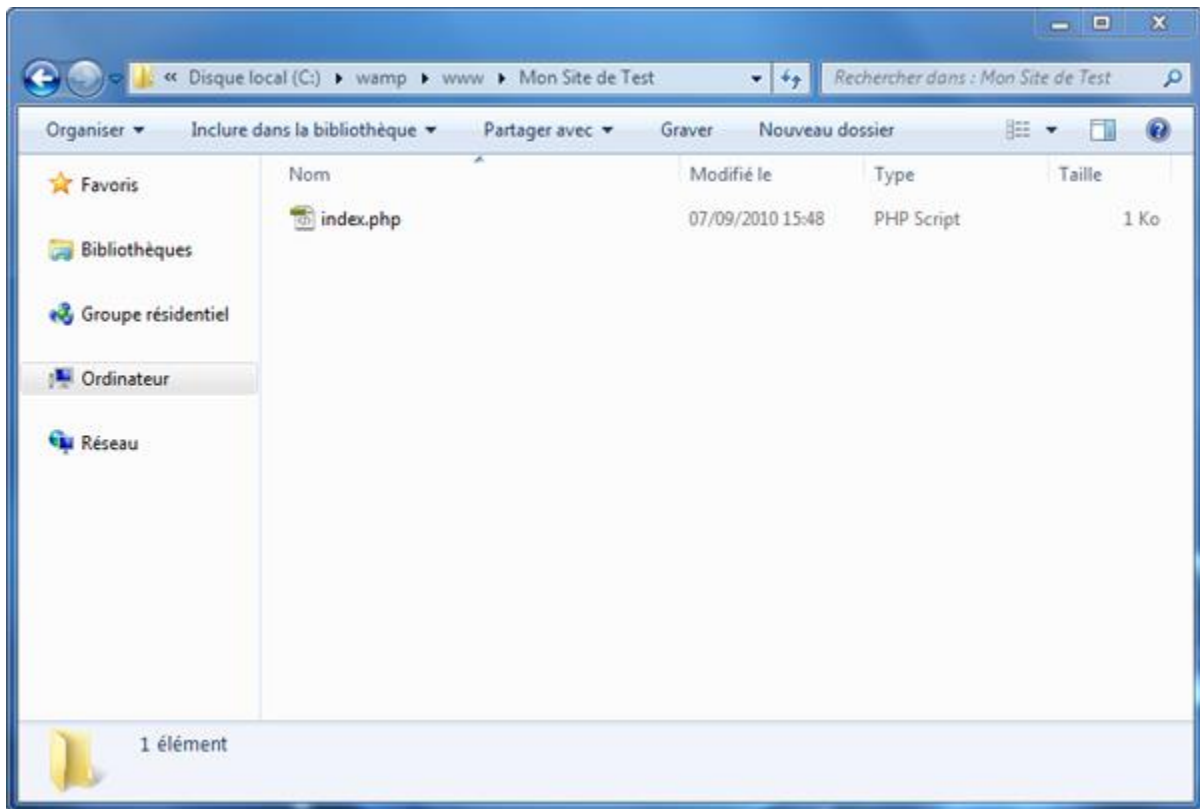 « Disque local (C:) wamp www Mon Site de Test Rechercher dans : Mon Site de Test
Organiser Inclure dans la bibliothèque Partager avec Graver Nouveau dossier
Favoris
Bibliothèques
Groupe résidentiel
Ordinateur
Réseau
Nom Modifié le Type Taille
index.php 07/09/2010 15:48 PHP Script 1 Ko
1 élément